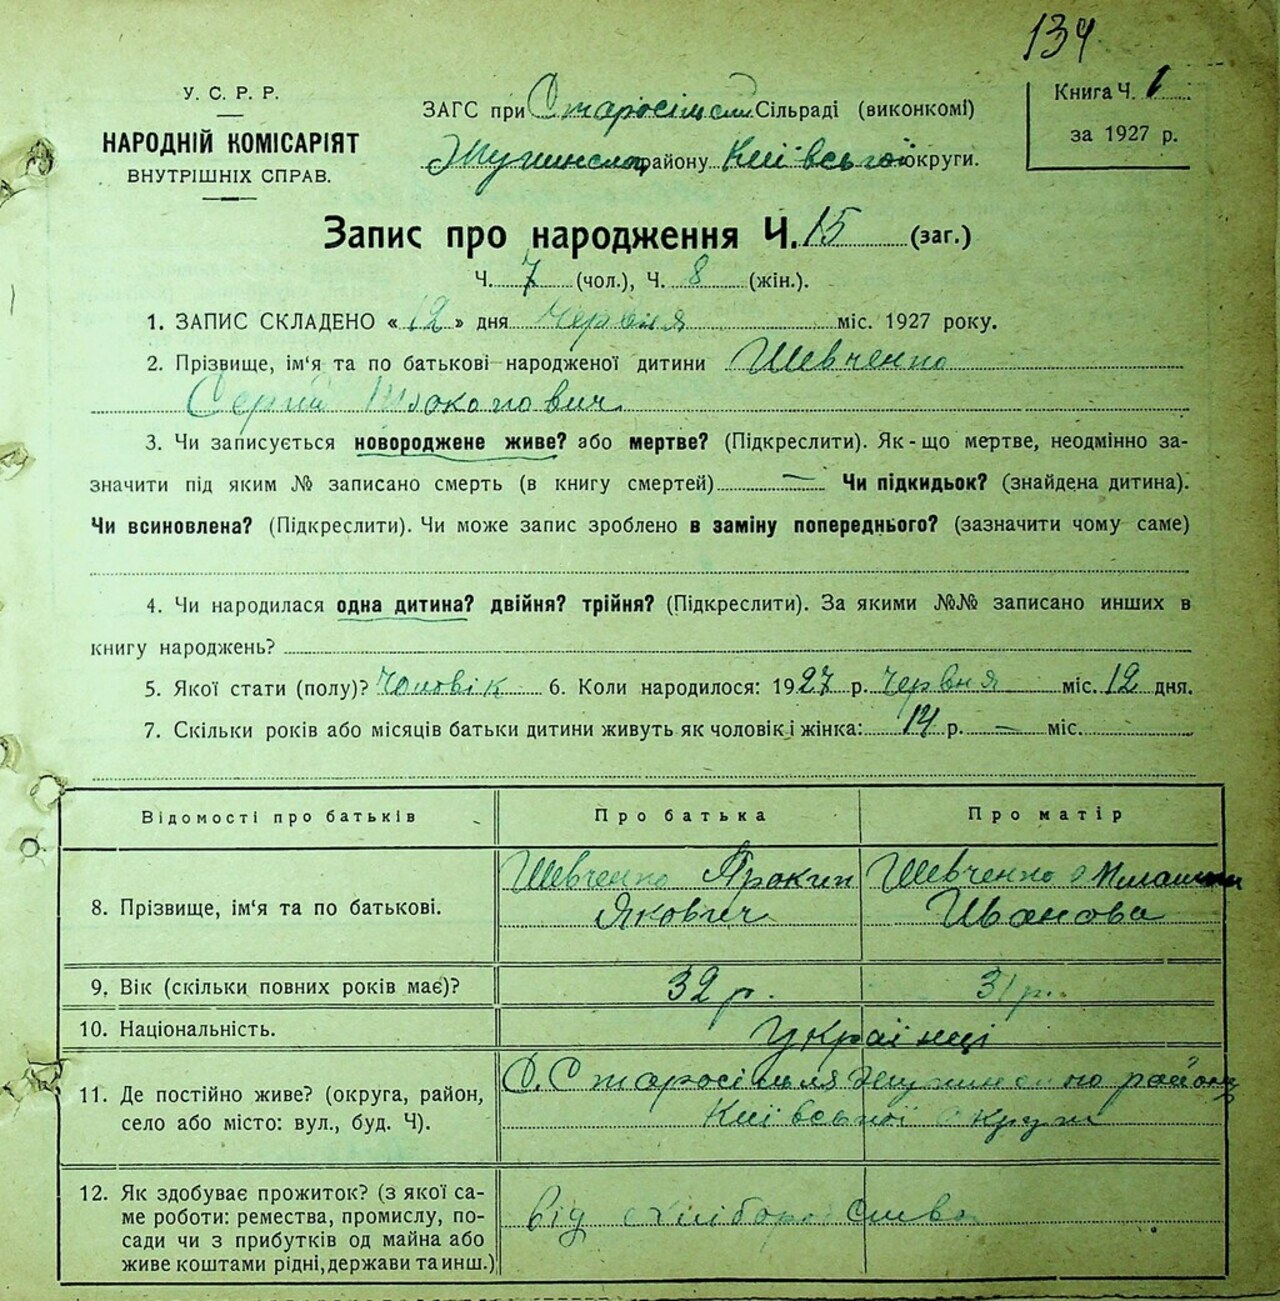 134
У. С. Р. Р.
НАРОДНІЙ КОМІСАРІЯТ
ВНУТРІШНІХ СПРАВ.
ЗАГС при Старосільській Сільраді (виконкомі)
району Київської округи.
Книга Ч. 1
за 1927 р.
Запис про народження Ч. 15 (заг.)
Ч. 7 (чол.), Ч. 8 (жін.).
1. ЗАПИС СКЛАДЕНО « 12 » дня Червня міс. 1927 року.
2. Прізвище, ім'я та по батькові народженої дитини Шевченко
Сергій Прокопович
3. Чи записується новороджене живе? або мертве? (Підкреслити). Як-що мертве, неодмінно за-
значити під яким № записано смерть (в книгу смертей) — Чи підкидьок? (знайдена дитина).
Чи всиновлена? (Підкреслити). Чи може запис зроблено в заміну попереднього? (зазначити чому саме)
4. Чи народилася одна дитина? двійня? трійня? (Підкреслити). За якими №№ записано инших в
книгу народжень?
5. Якої стати (полу)? Чоловік 6. Коли народилося: 1927 р. Червня міс. 12 дня.
7. Скільки років або місяців батьки дитини живуть як чоловік і жінка: 14 р. — міс.
Відомості про батьків Про батька Про матір
8. Прізвище, ім'я та по батькові. Шевченко Прокип Шевченко
Якович Иванова
9. Вік (скільки повних років має)? 32 р. 31 р.
10. Національність. Українці
11. Де постійно живе? (округа, район, С. Старосілля району
село або місто: вул., буд. Ч). Київської округи
12. Як здобуває прожиток? (з якої са-
ме роботи: ремества, промислу, по-
сади чи з прибутків од майна або
живе коштами рідні, держави та инш.) Від хліборобства